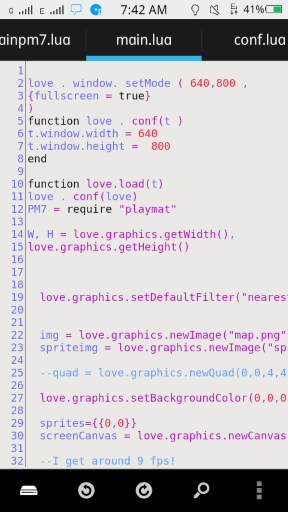 G E 7:42 AM 41%
ainpm7.lua main.lua conf.lua
1
2 love . window. setMode ( 640,800 ,
3 {fullscreen = true}
4 )
5 function love . conf(t )
6 t.window.width = 640
7 t.window.height =  800
8 end
9
10 function love.load(t)
11 love . conf(love)
12 PM7 = require "playmat"
13
14 W, H = love.graphics.getWidth(),
15 love.graphics.getHeight()
16
17
18
19 love.graphics.setDefaultFilter("neares
20
21
22 img = love.graphics.newImage("map.png"
23 spriteimg = love.graphics.newImage("sp
24
25 --quad = love.graphics.newQuad(0,0,4,4
26
27 love.graphics.setBackgroundColor(0,0,0
28
29 sprites={{0,0}}
30 screenCanvas = love.graphics.newCanvas
31
32 --I get around 9 fps!